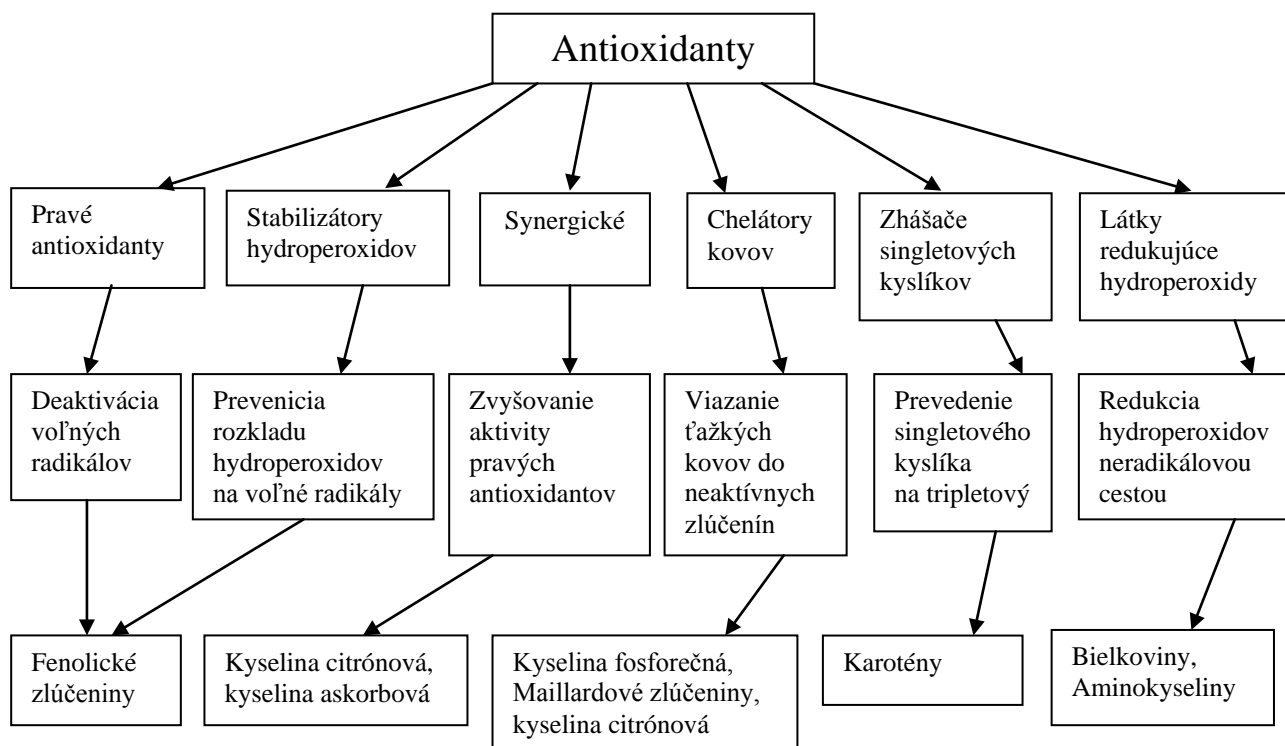 Antioxidanty
Pravé
antioxidanty
Stabilizátory
hydroperoxidov
Synergické
Chelátory
kovov
Zhášače
singletových
kyslíkov
Látky
redukujúce
hydroperoxidy
Deaktivácia
voľných
radikálov
Prevenicia
rozkladu
hydroperoxidov
na voľné radikály
Zvyšovanie
aktivity
pravých
antioxidantov
Viazanie
ťažkých
kovov do
neaktívnych
zlúčenín
Prevedenie
singletového
kyslíka
na tripletový
Redukcia
hydroperoxidov
neradikálovou
cestou
Fenolické
zlúčeniny
Kyselina citrónová,
kyselina askorbová
Kyselina fosforečná,
Maillardové zlúčeniny,
kyselina citrónová
Karotény
Bielkoviny,
Aminokyseliny